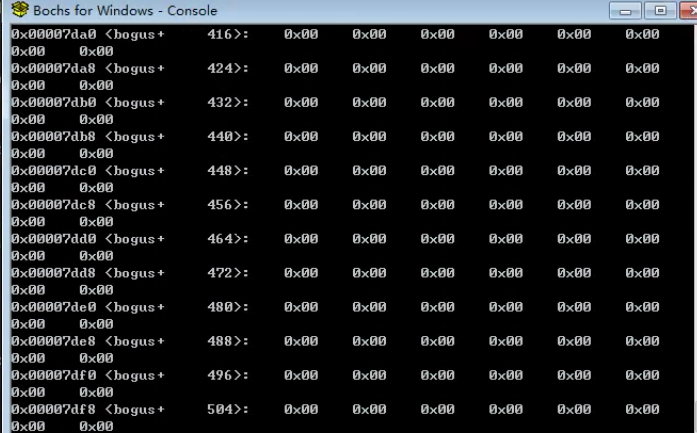 Bochs for Windows - Console
0x00007da0 <bogus+ 416>: 0x00 0x00 0x00 0x00 0x00 0x00
0x00 0x00
0x00007da8 <bogus+ 424>: 0x00 0x00 0x00 0x00 0x00 0x00
0x00 0x00
0x00007db0 <bogus+ 432>: 0x00 0x00 0x00 0x00 0x00 0x00
0x00 0x00
0x00007db8 <bogus+ 440>: 0x00 0x00 0x00 0x00 0x00 0x00
0x00 0x00
0x00007dc0 <bogus+ 448>: 0x00 0x00 0x00 0x00 0x00 0x00
0x00 0x00
0x00007dc8 <bogus+ 456>: 0x00 0x00 0x00 0x00 0x00 0x00
0x00 0x00
0x00007dd0 <bogus+ 464>: 0x00 0x00 0x00 0x00 0x00 0x00
0x00 0x00
0x00007dd8 <bogus+ 472>: 0x00 0x00 0x00 0x00 0x00 0x00
0x00 0x00
0x00007de0 <bogus+ 480>: 0x00 0x00 0x00 0x00 0x00 0x00
0x00 0x00
0x00007de8 <bogus+ 488>: 0x00 0x00 0x00 0x00 0x00 0x00
0x00 0x00
0x00007df0 <bogus+ 496>: 0x00 0x00 0x00 0x00 0x00 0x00
0x00 0x00
0x00007df8 <bogus+ 504>: 0x00 0x00 0x00 0x00 0x00 0x00
0x00 0x00